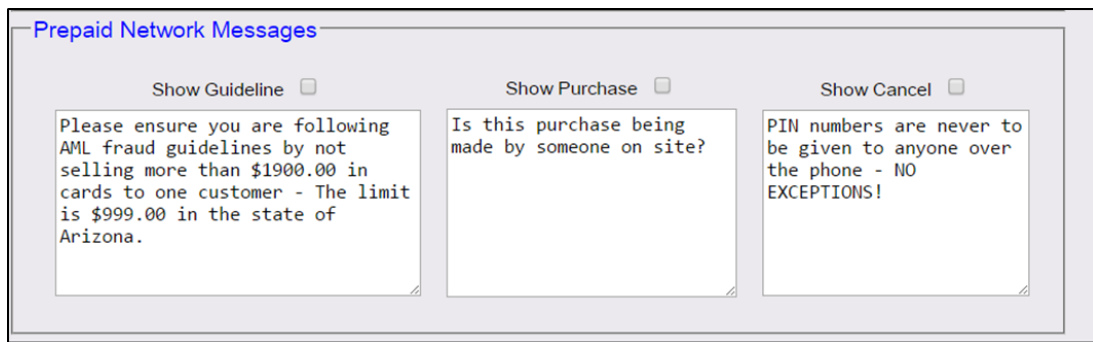 Prepaid Network Messages
Show Guideline
Please ensure you are following
AML fraud guidelines by not
selling more than $1900.00 in
cards to one customer - The limit
is $999.00 in the state of
Arizona.
Show Purchase
Is this purchase being
made by someone on site?
Show Cancel
PIN numbers are never to
be given to anyone over
the phone - NO
EXCEPTIONS!